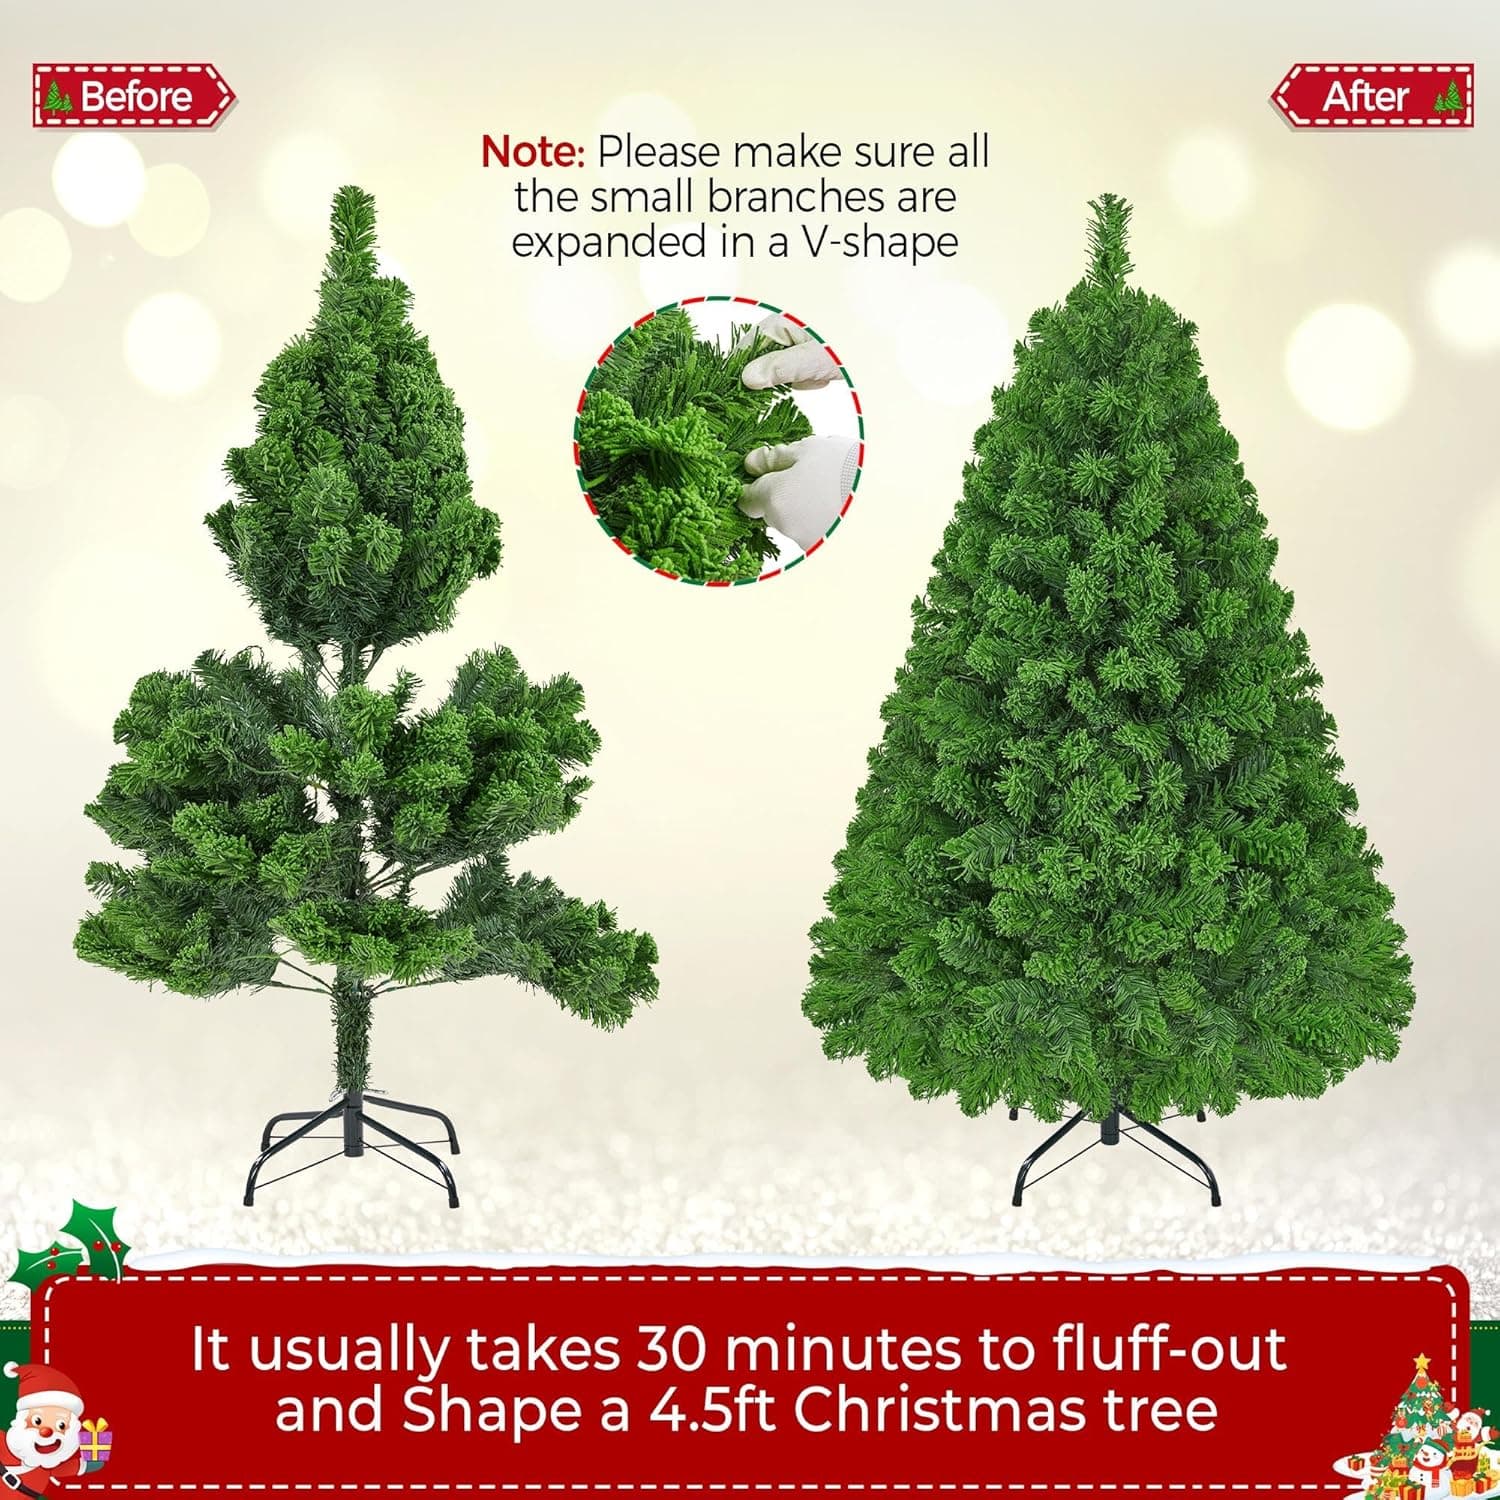 Before
After
Note: Please make sure all
the small branches are
expanded in a V-shape
It usually takes 30 minutes to fluff-out
and Shape a 4.5ft Christmas tree